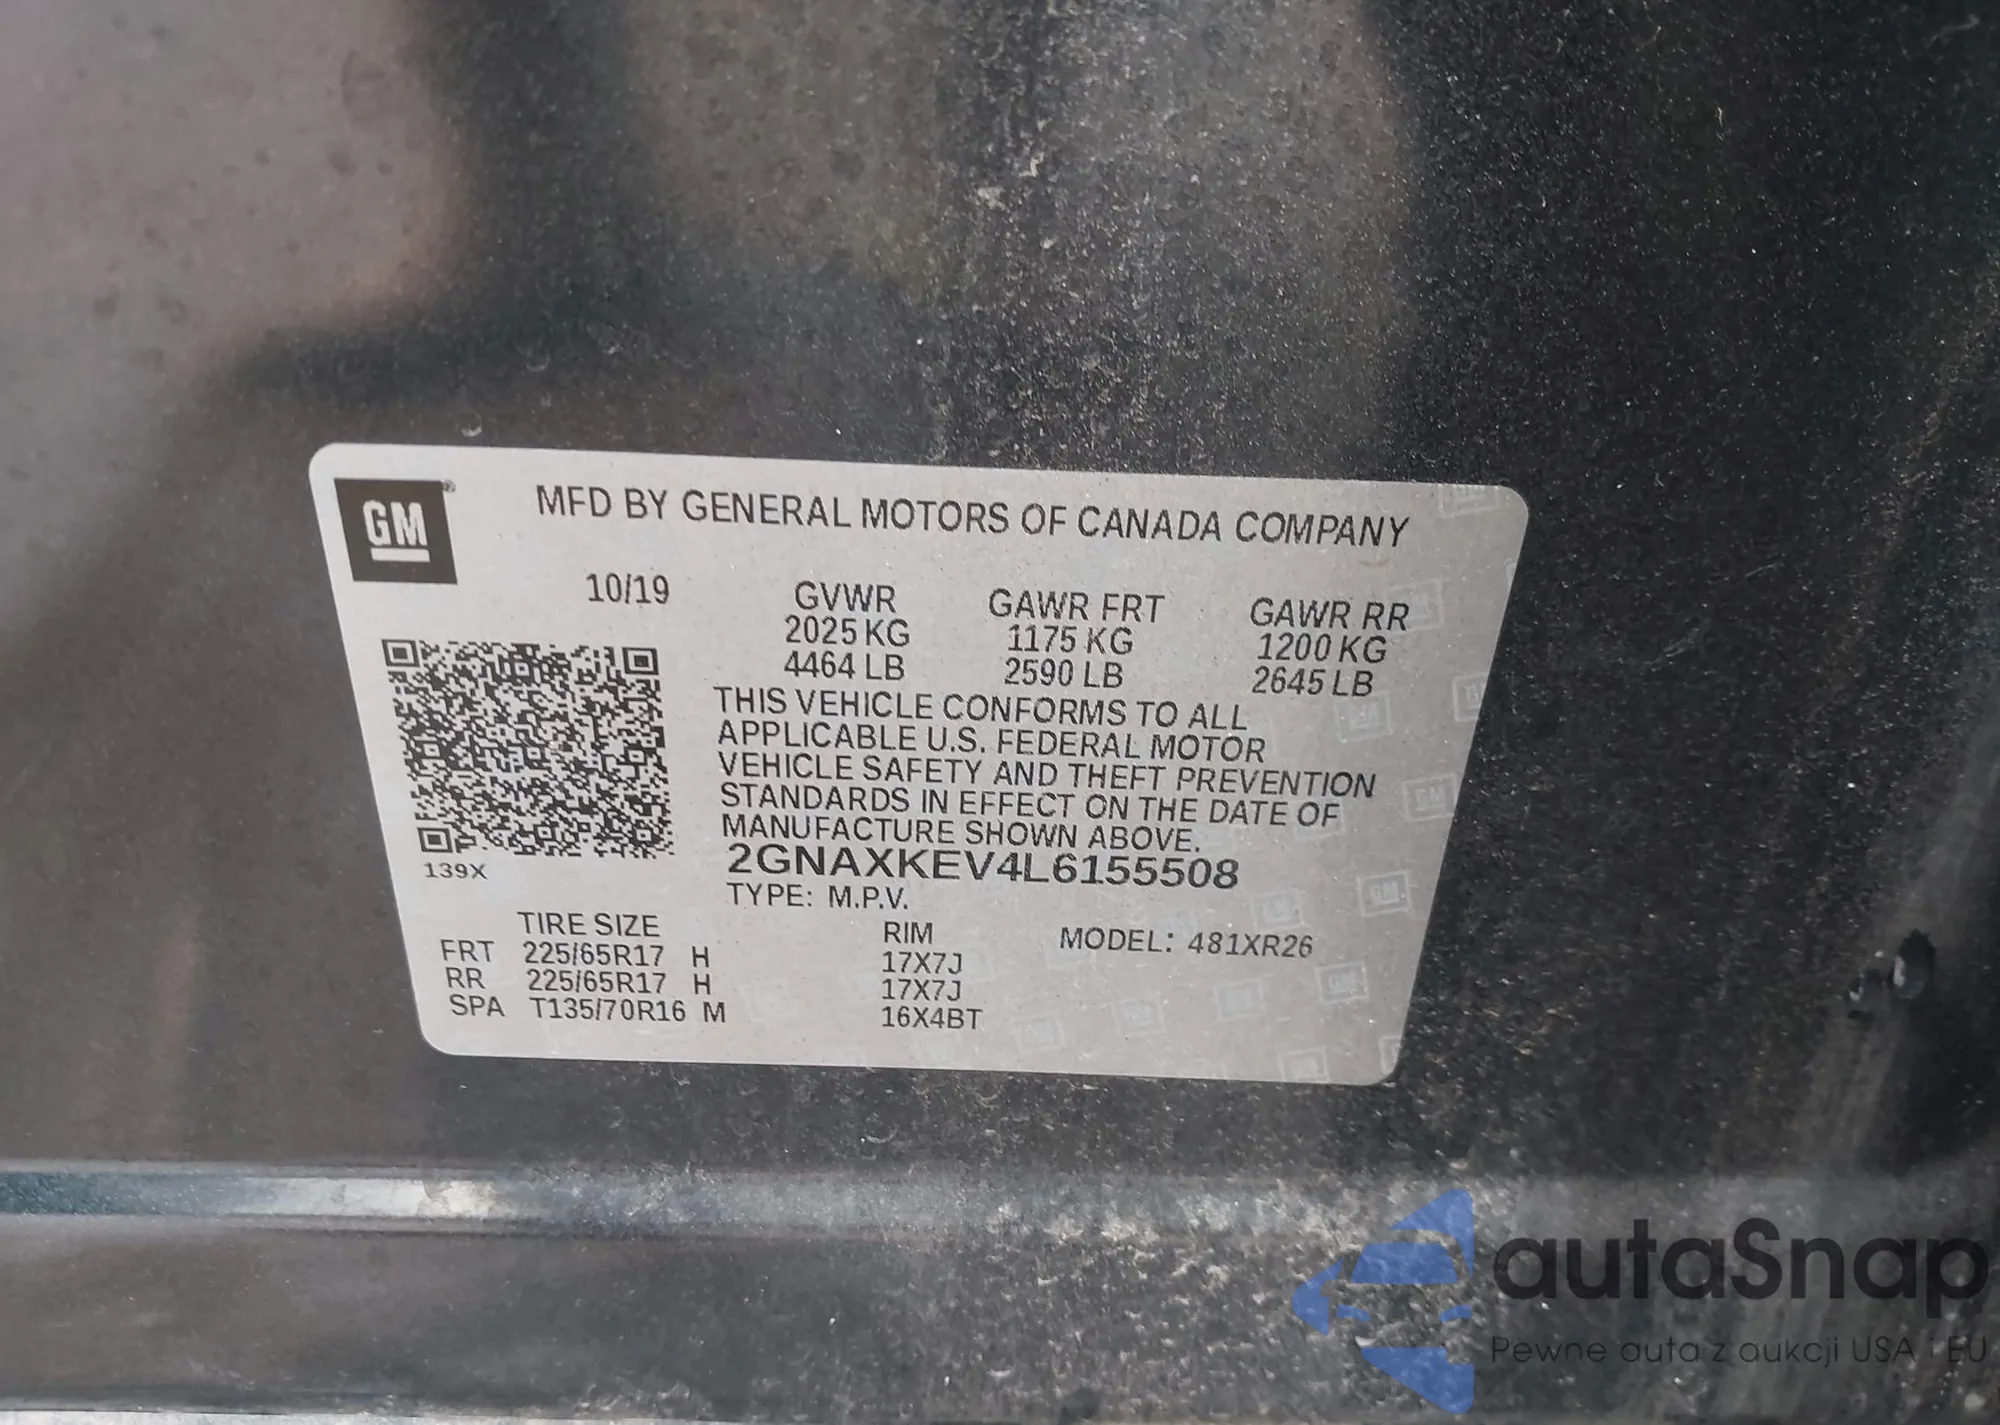 GM
MFD BY GENERAL MOTORS OF CANADA COMPANY
10/19 GVWR GAWR FRT GAWR RR
2025 KG 1175 KG 1200 KG
4464 LB 2590 LB 2645 LB
THIS VEHICLE CONFORMS TO ALL
APPLICABLE U.S. FEDERAL MOTOR
VEHICLE SAFETY AND THEFT PREVENTION
STANDARDS IN EFFECT ON THE DATE OF
MANUFACTURE SHOWN ABOVE.
2GNAXKEV4L6155508
139X
TYPE: M.P.V.
TIRE SIZE RIM MODEL: 481XR26
FRT 225/65R17 H 17X7J
RR 225/65R17 H 17X7J
SPA T135/70R16 M 16X4BT
autaSnap
Pewne auta z aukcji USA i EU